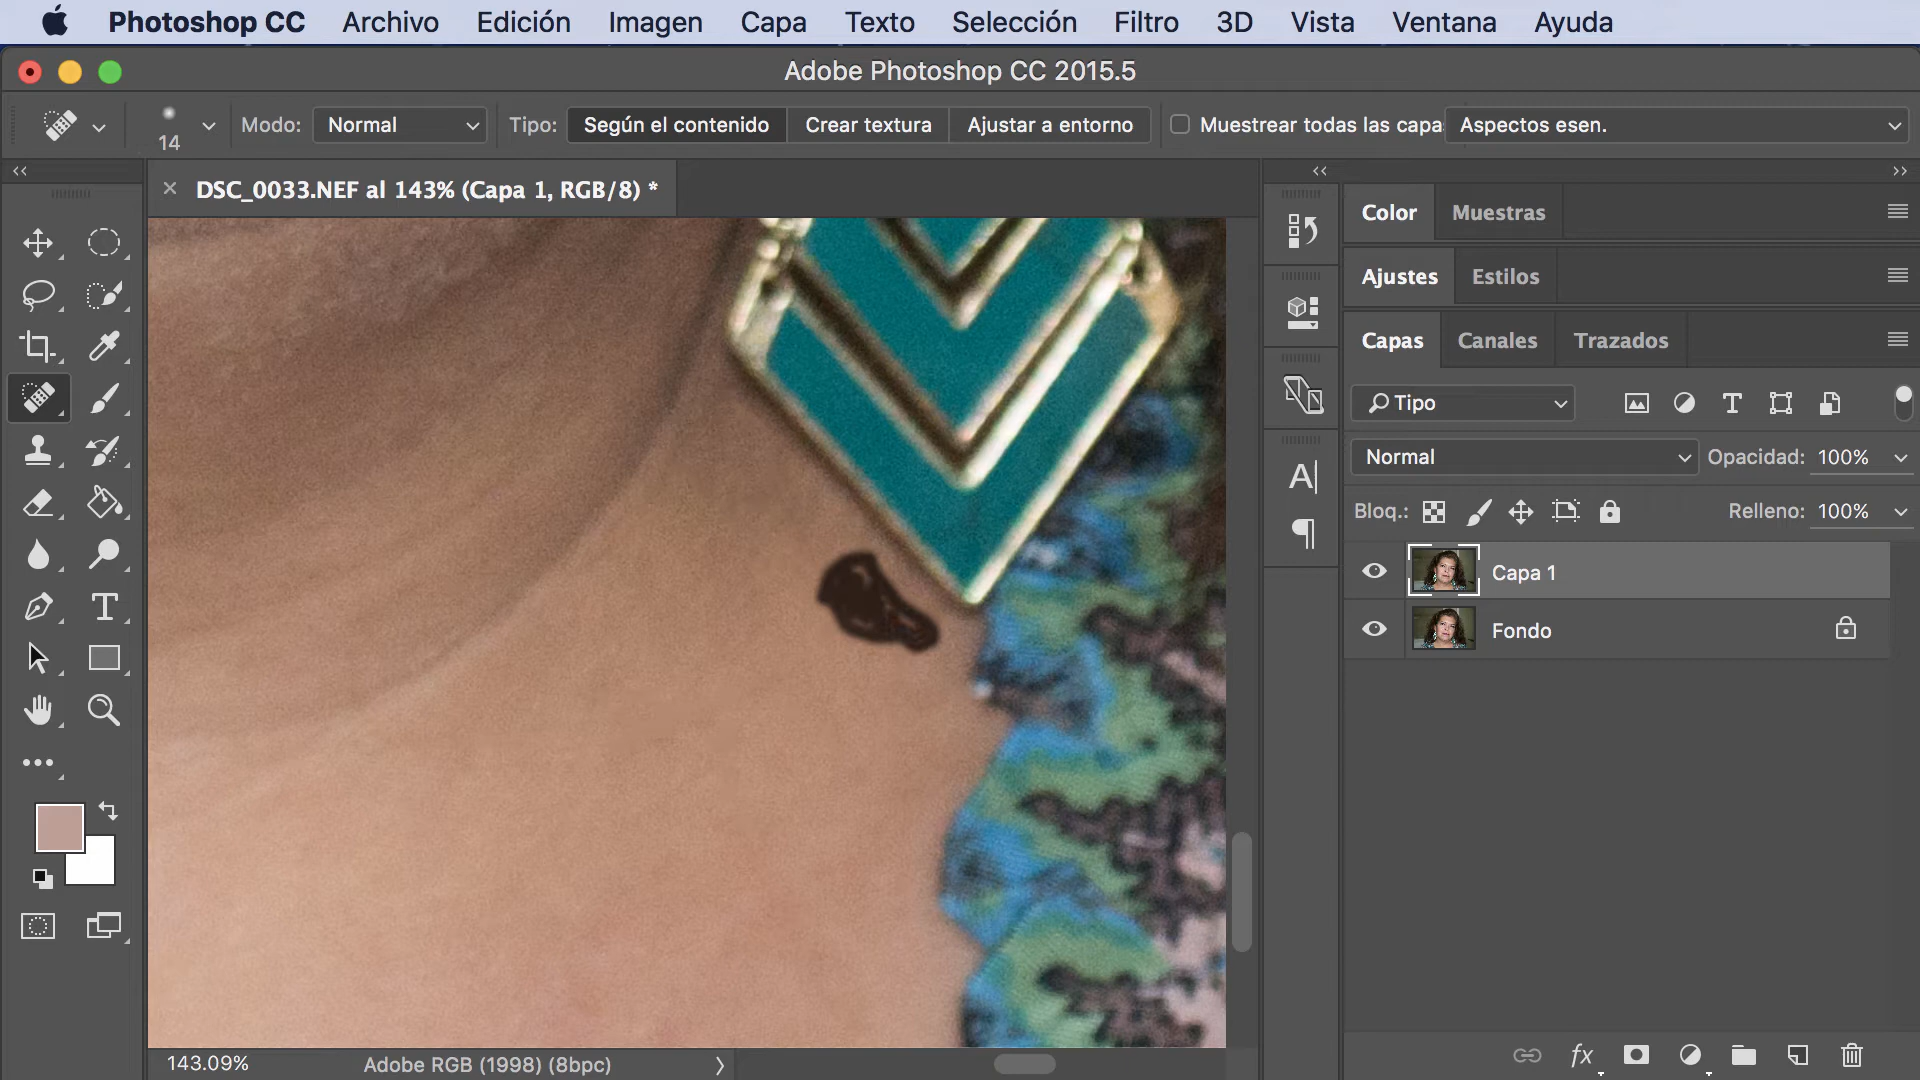 Photoshop CC Archivo Edición Imagen Capa Texto Selección Filtro 3D Vista Ventana Ayuda
Adobe Photoshop CC 2015.5
14 Modo: Normal Tipo: Según el contenido Crear textura Ajustar a entorno Muestrear todas las capa Aspectos esen.
DSC_0033.NEF al 143% (Capa 1, RGB/8) *
Color Muestras
Ajustes Estilos
Capas Canales Trazados
Tipo
Normal Opacidad: 100%
Bloq.: Relleno: 100%
Capa 1
Fondo
143.09% Adobe RGB (1998) (8bpc)